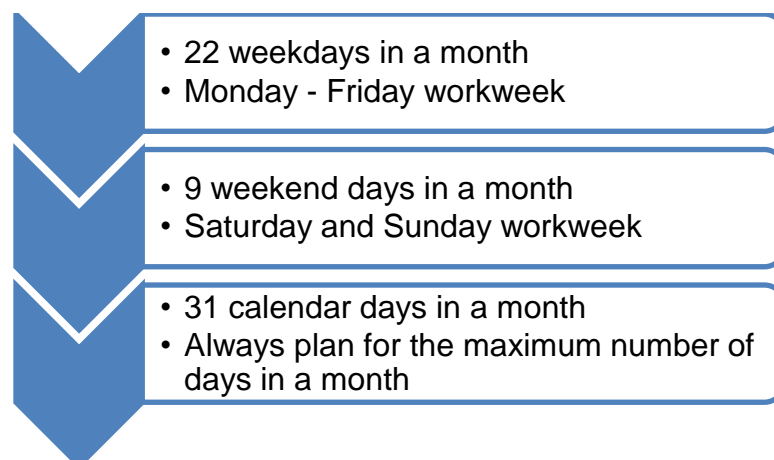 • 22 weekdays in a month
• Monday - Friday workweek
• 9 weekend days in a month
• Saturday and Sunday workweek
• 31 calendar days in a month
• Always plan for the maximum number of
days in a month